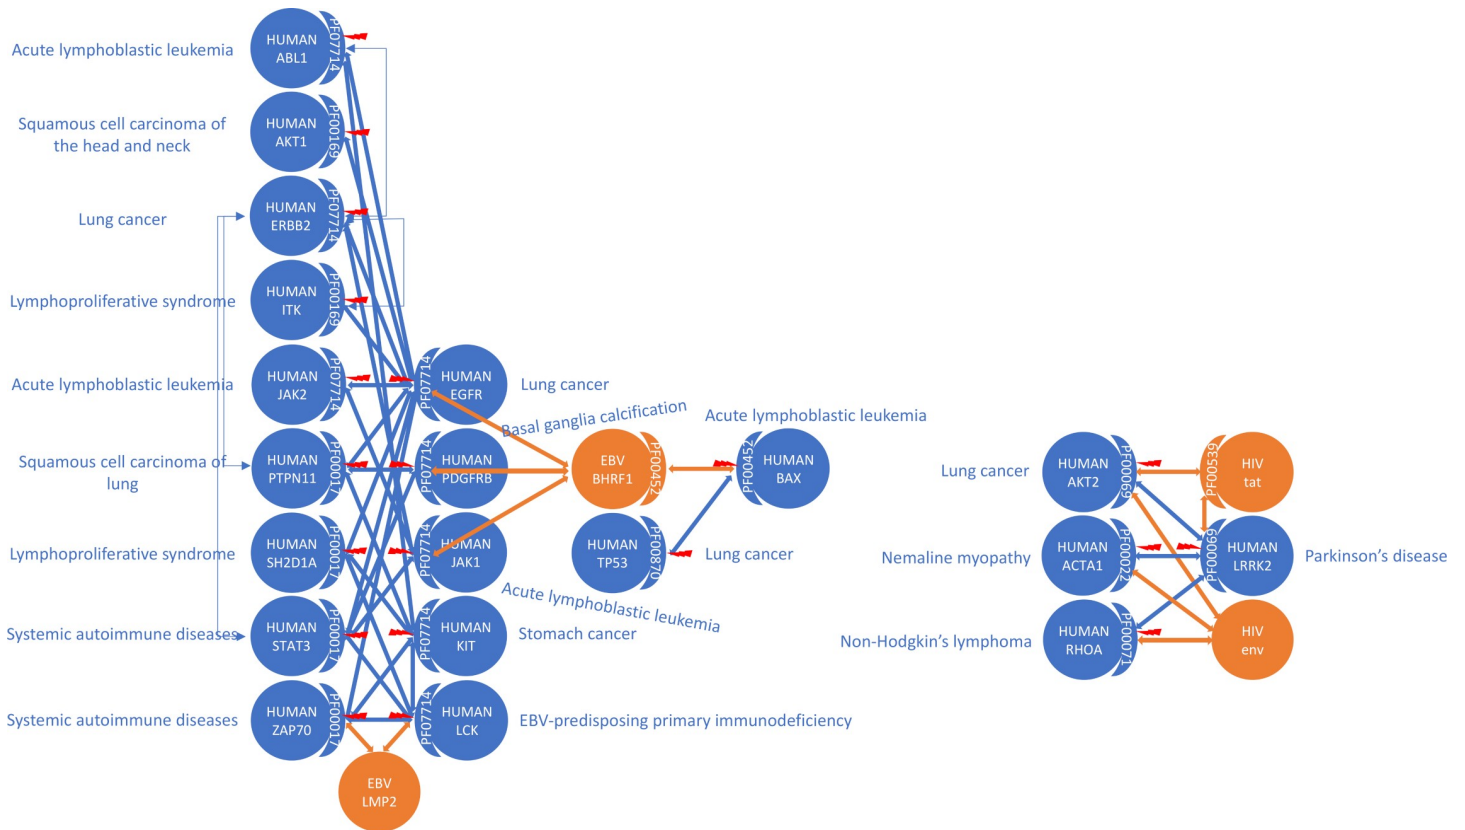 Acute lymphoblastic leukemia
HUMAN
ABL1
PF07714
Squamous cell carcinoma of
the head and neck
HUMAN
AKT1
PF00169
Lung cancer
HUMAN
ERBB2
PF07714
Lymphoproliferative syndrome
HUMAN
ITK
PF00169
Acute lymphoblastic leukemia
HUMAN
JAK2
PF07714
PF07714
HUMAN
EGFR
Lung cancer
Squamous cell carcinoma of
lung
HUMAN
PTPN11
PF00017
PF07714
HUMAN
PDGFRB
Basal ganglia calcification
Lymphoproliferative syndrome
HUMAN
SH2D1A
PF00017
PF07714
HUMAN
JAK1
Acute lymphoblastic leukemia
Systemic autoimmune diseases
HUMAN
STAT3
PF00017
PF07714
HUMAN
KIT
Stomach cancer
Systemic autoimmune diseases
HUMAN
ZAP70
PF00017
PF07714
HUMAN
LCK
EBV-predisposing primary immunodeficiency
EBV
LMP2
EBV
BHRF1
PF00452
Acute lymphoblastic leukemia
PF00452
HUMAN
BAX
HUMAN
TP53
PF00870
Lung cancer
Lung cancer
HUMAN
AKT2
PF00069
PF00539
HIV
tat
Nemaline myopathy
HUMAN
ACTA1
PF00022
PF00069
HUMAN
LRRK2
Parkinson's disease
Non-Hodgkin's lymphoma
HUMAN
RHOA
PF00071
HIV
env